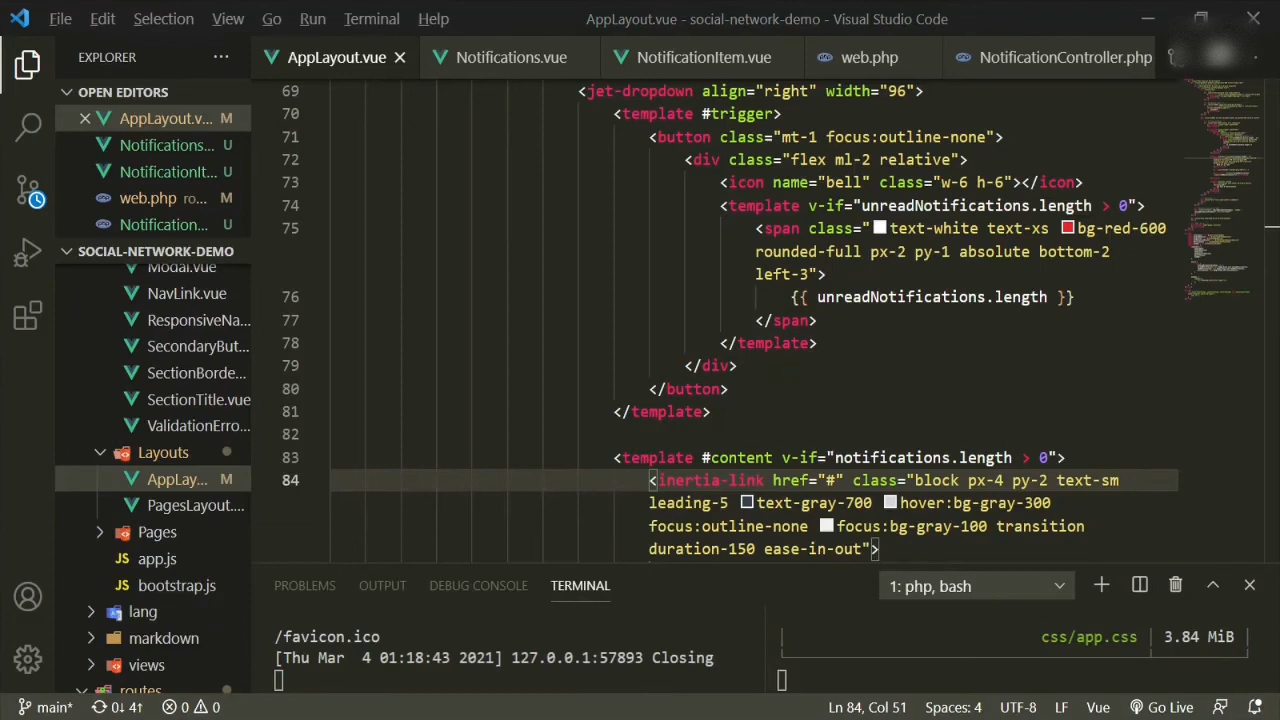 File Edit Selection View Go Run Terminal Help
AppLayout.vue - social-network-demo - Visual Studio Code
EXPLORER ···
AppLayout.vue
Notifications.vue
NotificationItem.vue
web.php
NotificationController.php
OPEN EDITORS
AppLayout.v... M
Notifications... U
NotificationIt... U
web.php ro... M
Notification... U
SOCIAL-NETWORK-DEMO
Modal.vue
NavLink.vue
ResponsiveNa...
SecondaryBut...
SectionBorde...
SectionTitle.vue
ValidationErro...
Layouts
AppLay... M
PagesLayout....
Pages
JS app.js
JS bootstrap.js
lang
markdown
views
routes
69 <jet-dropdown align="right" width="96">
70 <template #trigger>
71 <button class="mt-1 focus:outline-none">
72 <div class="flex ml-2 relative">
73 <icon name="bell" class="w-6 h-6"></icon>
74 <template v-if="unreadNotifications.length > 0">
75 <span class="text-white text-xs bg-red-600
rounded-full px-2 py-1 absolute bottom-2
left-3">
76 {{ unreadNotifications.length }}
77 </span>
78 </template>
79 </div>
80 </button>
81 </template>
82
83 <template #content v-if="notifications.length > 0">
84 <inertia-link href="#" class="block px-4 py-2 text-sm
leading-5 text-gray-700 hover:bg-gray-300
focus:outline-none focus:bg-gray-100 transition
duration-150 ease-in-out">
PROBLEMS OUTPUT DEBUG CONSOLE TERMINAL
1: php, bash
/favicon.ico
[Thu Mar  4 01:18:43 2021] 127.0.0.1:57893 Closing
css/app.css | 3.84 MiB
main* 0↓ 4↑ 0 0
Ln 84, Col 51 Spaces: 4 UTF-8 LF Vue Go Live